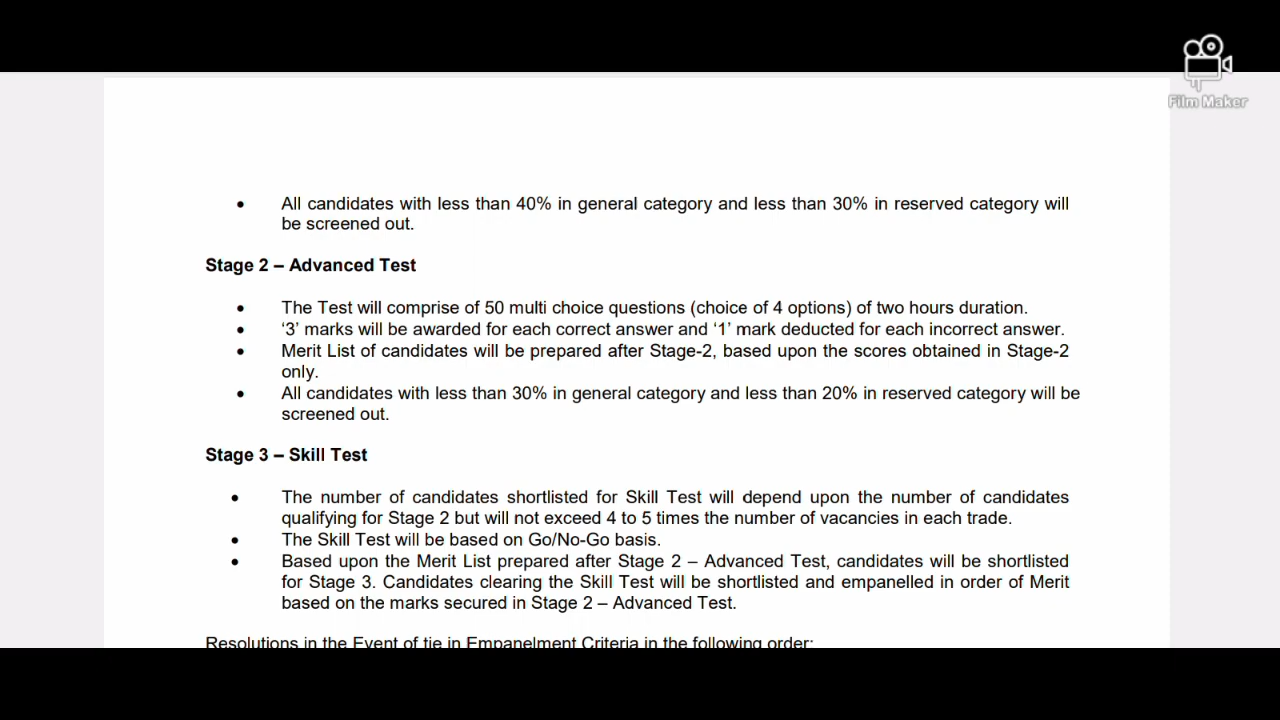 Film Maker
• All candidates with less than 40% in general category and less than 30% in reserved category will
be screened out.
Stage 2 – Advanced Test
• The Test will comprise of 50 multi choice questions (choice of 4 options) of two hours duration.
• ‘3’ marks will be awarded for each correct answer and ‘1’ mark deducted for each incorrect answer.
• Merit List of candidates will be prepared after Stage-2, based upon the scores obtained in Stage-2
only.
• All candidates with less than 30% in general category and less than 20% in reserved category will be
screened out.
Stage 3 – Skill Test
• The number of candidates shortlisted for Skill Test will depend upon the number of candidates
qualifying for Stage 2 but will not exceed 4 to 5 times the number of vacancies in each trade.
• The Skill Test will be based on Go/No-Go basis.
• Based upon the Merit List prepared after Stage 2 – Advanced Test, candidates will be shortlisted
for Stage 3. Candidates clearing the Skill Test will be shortlisted and empanelled in order of Merit
based on the marks secured in Stage 2 – Advanced Test.
Resolutions in the Event of tie in Empanelment Criteria in the following order: